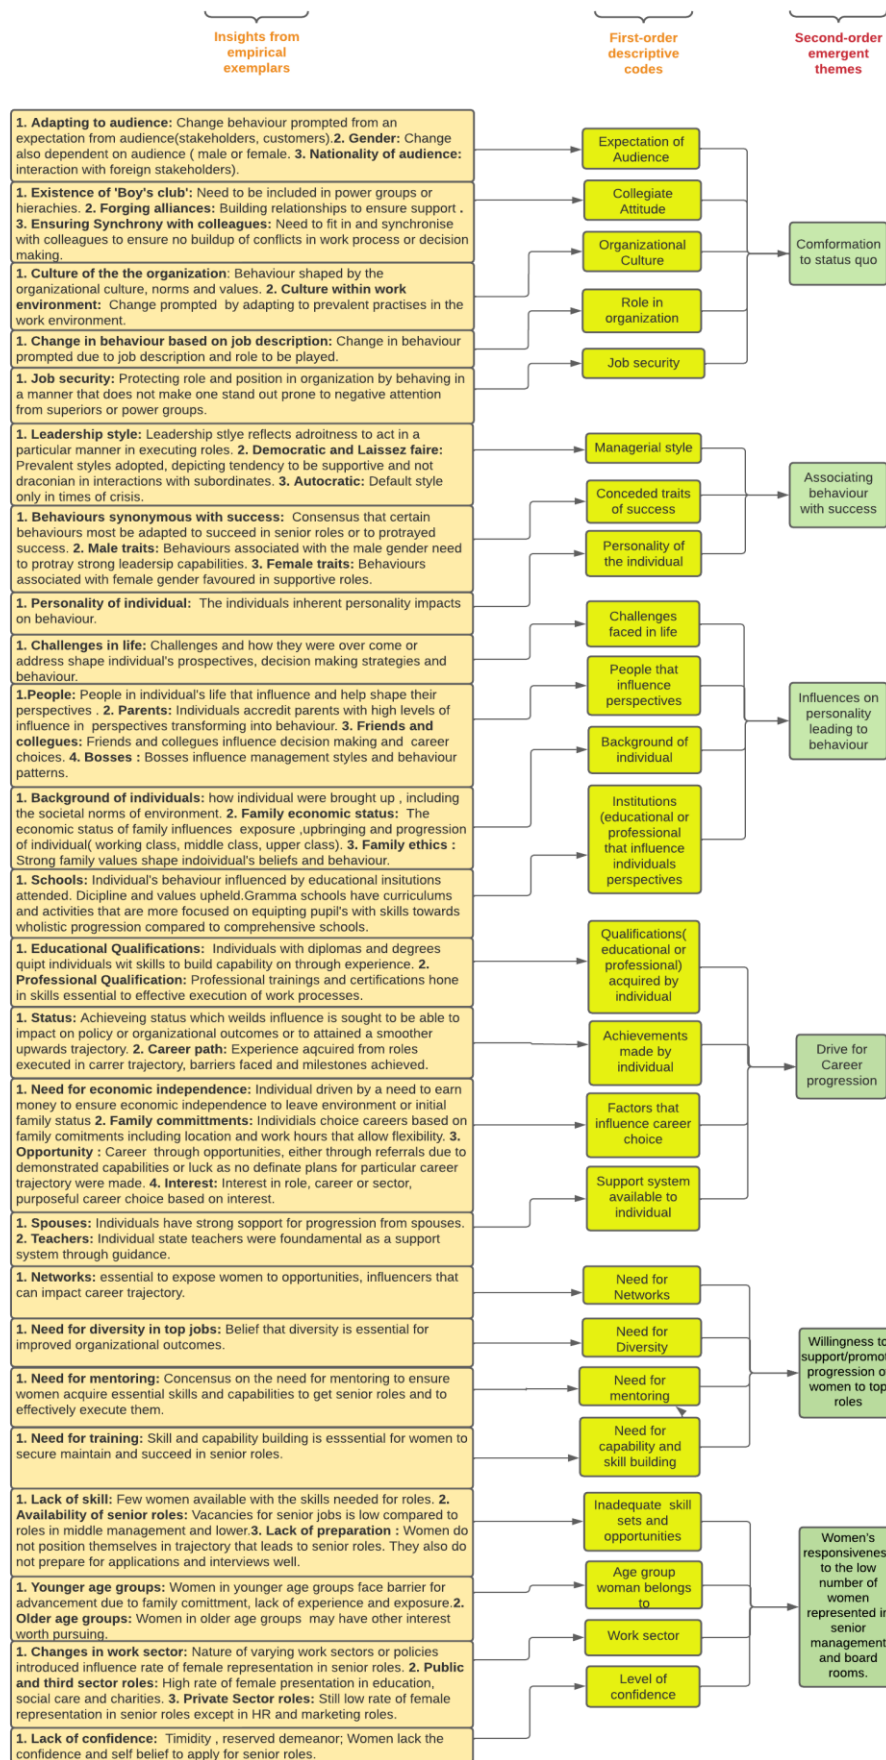 Insights from
empirical
exemplars
First-order
descriptive
codes
Second-order
emergent
themes
1. Adapting to audience: Change behaviour prompted from an
expectation from audience(stakeholders, customers).2. Gender: Change
also dependent on audience ( male or female. 3. Nationality of audience:
interaction with foreign stakeholders).
1. Existence of 'Boy's club': Need to be included in power groups or
hierachies. 2. Forging alliances: Building relationships to ensure support .
3. Ensuring Synchrony with colleagues: Need to fit in and synchronise
with colleagues to ensure no buildup of conflicts in work process or decision
making.
1. Culture of the the organization: Behaviour shaped by the
organizational culture, norms and values. 2. Culture within work
environment: Change prompted by adapting to prevalent practises in the
work environment.
1. Change in behaviour based on job description: Change in behaviour
prompted due to job description and role to be played.
1. Job security: Protecting role and position in organization by behaving in
a manner that does not make one stand out prone to negative attention
from superiors or power groups.
Expectation of
Audience
Collegiate
Attitude
Organizational
Culture
Role in
organization
Job security
Comformation
to status quo
1. Leadership style: Leadership stlye reflects adroitness to act in a
particular manner in executing roles. 2. Democratic and Laissez faire:
Prevalent styles adopted, depicting tendency to be supportive and not
draconian in interactions with subordinates. 3. Autocratic: Default style
only in times of crisis.
1. Behaviours synonymous with success: Consensus that certain
behaviours most be adapted to succeed in senior roles or to protrayed
success. 2. Male traits: Behaviours associated with the male gender need
to protray strong leadersip capabilities. 3. Female traits: Behaviours
associated with female gender favoured in supportive roles.
1. Personality of individual: The individuals inherent personality impacts
on behaviour.
Managerial style
Conceded traits
of success
Personality of
the individual
Associating
behaviour
with success
1. Challenges in life: Challenges and how they were over come or
address shape individual's prospectives, decision making strategies and
behaviour.
1.People: People in individual's life that influence and help shape their
perspectives . 2. Parents: Individuals accredit parents with high levels of
influence in perspectives transforming into behaviour. 3. Friends and
collegues: Friends and collegues influence decision making and career
choices. 4. Bosses : Bosses influence management styles and behaviour
patterns.
1. Background of individuals: how individual were brought up , including
the societal norms of environment. 2. Family economic status: The
economic status of family influences exposure ,upbringing and progression
of individual( working class, middle class, upper class). 3. Family ethics :
Strong family values shape indoividual's beliefs and behaviour.
1. Schools: Individual's behaviour influenced by educational insitutions
attended. Dicipline and values upheld.Gramma schools have curriculums
and activities that are more focused on equipting pupil's with skills towards
wholistic progression compared to comprehensive schools.
Challenges
faced in life
People that
influence
perspectives
Background of
individual
Institutions
(educational or
professional
that influence
individuals
perspectives
Influences on
personality
leading to
behaviour
1. Educational Qualifications: Individuals with diplomas and degrees
quipt individuals wit skills to build capability on through experience. 2.
Professional Qualification: Professional trainings and certifications hone
in skills essential to effective execution of work processes.
1. Status: Achieveing status which weilds influence is sought to be able to
impact on policy or organizational outcomes or to attained a smoother
upwards trajectory. 2. Career path: Experience aqcuired from roles
executed in carrer trajectory, barriers faced and milestones achieved.
1. Need for economic independence: Individual driven by a need to earn
money to ensure economic independence to leave environment or initial
family status 2. Family committments: Individials choice careers based on
family comitments including location and work hours that allow flexibility. 3.
Opportunity : Career through opportunities, either through referrals due to
demonstrated capabilities or luck as no definate plans for particular career
trajectory were made. 4. Interest: Interest in role, career or sector,
purposeful career choice based on interest.
1. Spouses: Individuals have strong support for progression from spouses.
2. Teachers: Individual state teachers were foundamental as a support
system through guidance.
Qualifications(
educational or
professional)
acquired by
individual
Achievements
made by
individual
Factors that
influence career
choice
Support system
available to
individual
Drive for
Career
progression
1. Networks: essential to expose women to opportunities, influencers that
can impact career trajectory.
1. Need for diversity in top jobs: Belief that diversity is essential for
improved organizational outcomes.
1. Need for mentoring: Concensus on the need for mentoring to ensure
women acquire essential skills and capabilities to get senior roles and to
effectively execute them.
1. Need for training: Skill and capability building is esssential for women to
secure maintain and succeed in senior roles.
Need for
Networks
Need for
Diversity
Need for
mentoring
Need for
capability and
skill building
Willingness to
support/promot
progression o
women to top
roles
1. Lack of skill: Few women available with the skills needed for roles. 2.
Availability of senior roles: Vacancies for senior jobs is low compared to
roles in middle management and lower.3. Lack of preparation : Women do
not position themselves in trajectory that leads to senior roles. They also do
not prepare for applications and interviews well.
1. Younger age groups: Women in younger age groups face barrier for
advancement due to family comittment, lack of experience and exposure.2.
Older age groups: Women in older age groups may have other interest
worth pursuing.
1. Changes in work sector: Nature of varying work sectors or policies
introduced influence rate of female representation in senior roles. 2. Public
and third sector roles: High rate of female presentation in education,
social care and charities. 3. Private Sector roles: Still low rate of female
representation in senior roles except in HR and marketing roles.
1. Lack of confidence: Timidity , reserved demeanor; Women lack the
confidence and self belief to apply for senior roles.
Inadequate skill
sets and
opportunities
Age group
woman belongs
to
Work sector
Level of
confidence
Women's
responsivenes
to the low
number of
women
represented in
senior
management
and board
rooms.